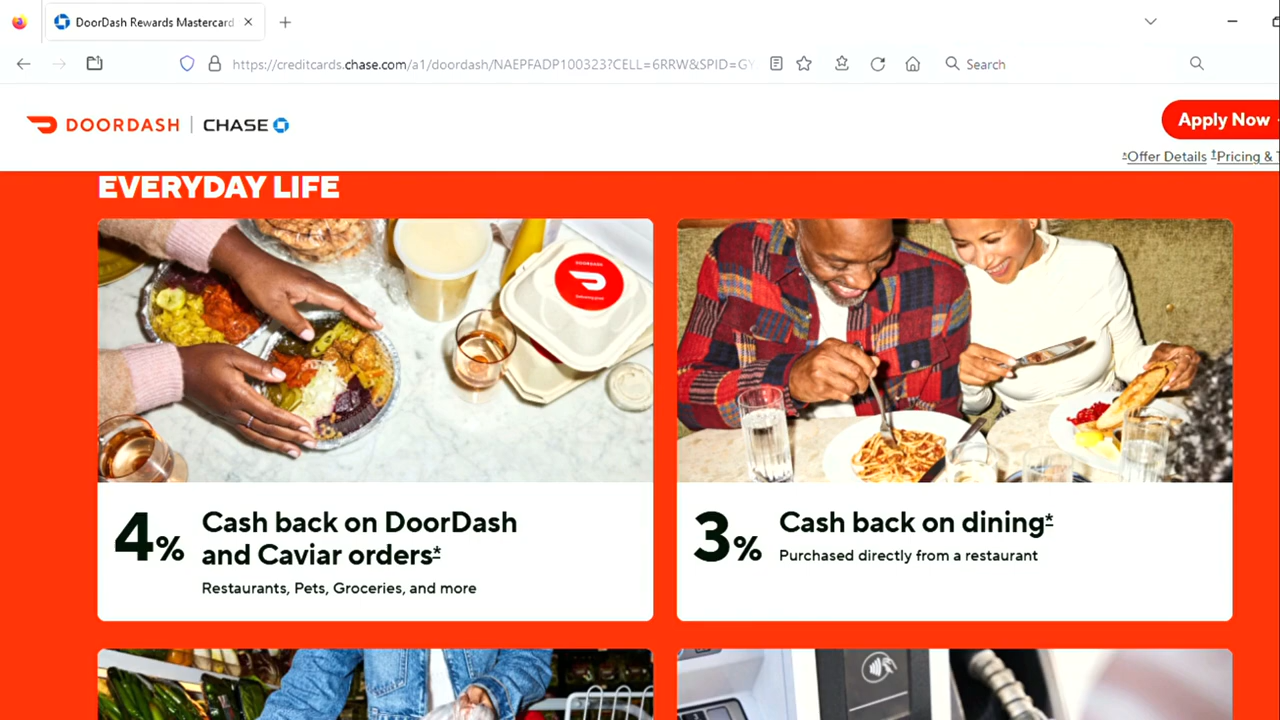 DoorDash Rewards Mastercard
https://creditcards.chase.com/a1/doordash/NAEPFADP100323?CELL=6RRW&SPID=GY
Search
DOORDASH | CHASE
Apply Now
*Offer Details †Pricing &
EVERYDAY LIFE
DOORDASH
4% Cash back on DoorDash
and Caviar orders*
Restaurants, Pets, Groceries, and more
3% Cash back on dining*
Purchased directly from a restaurant